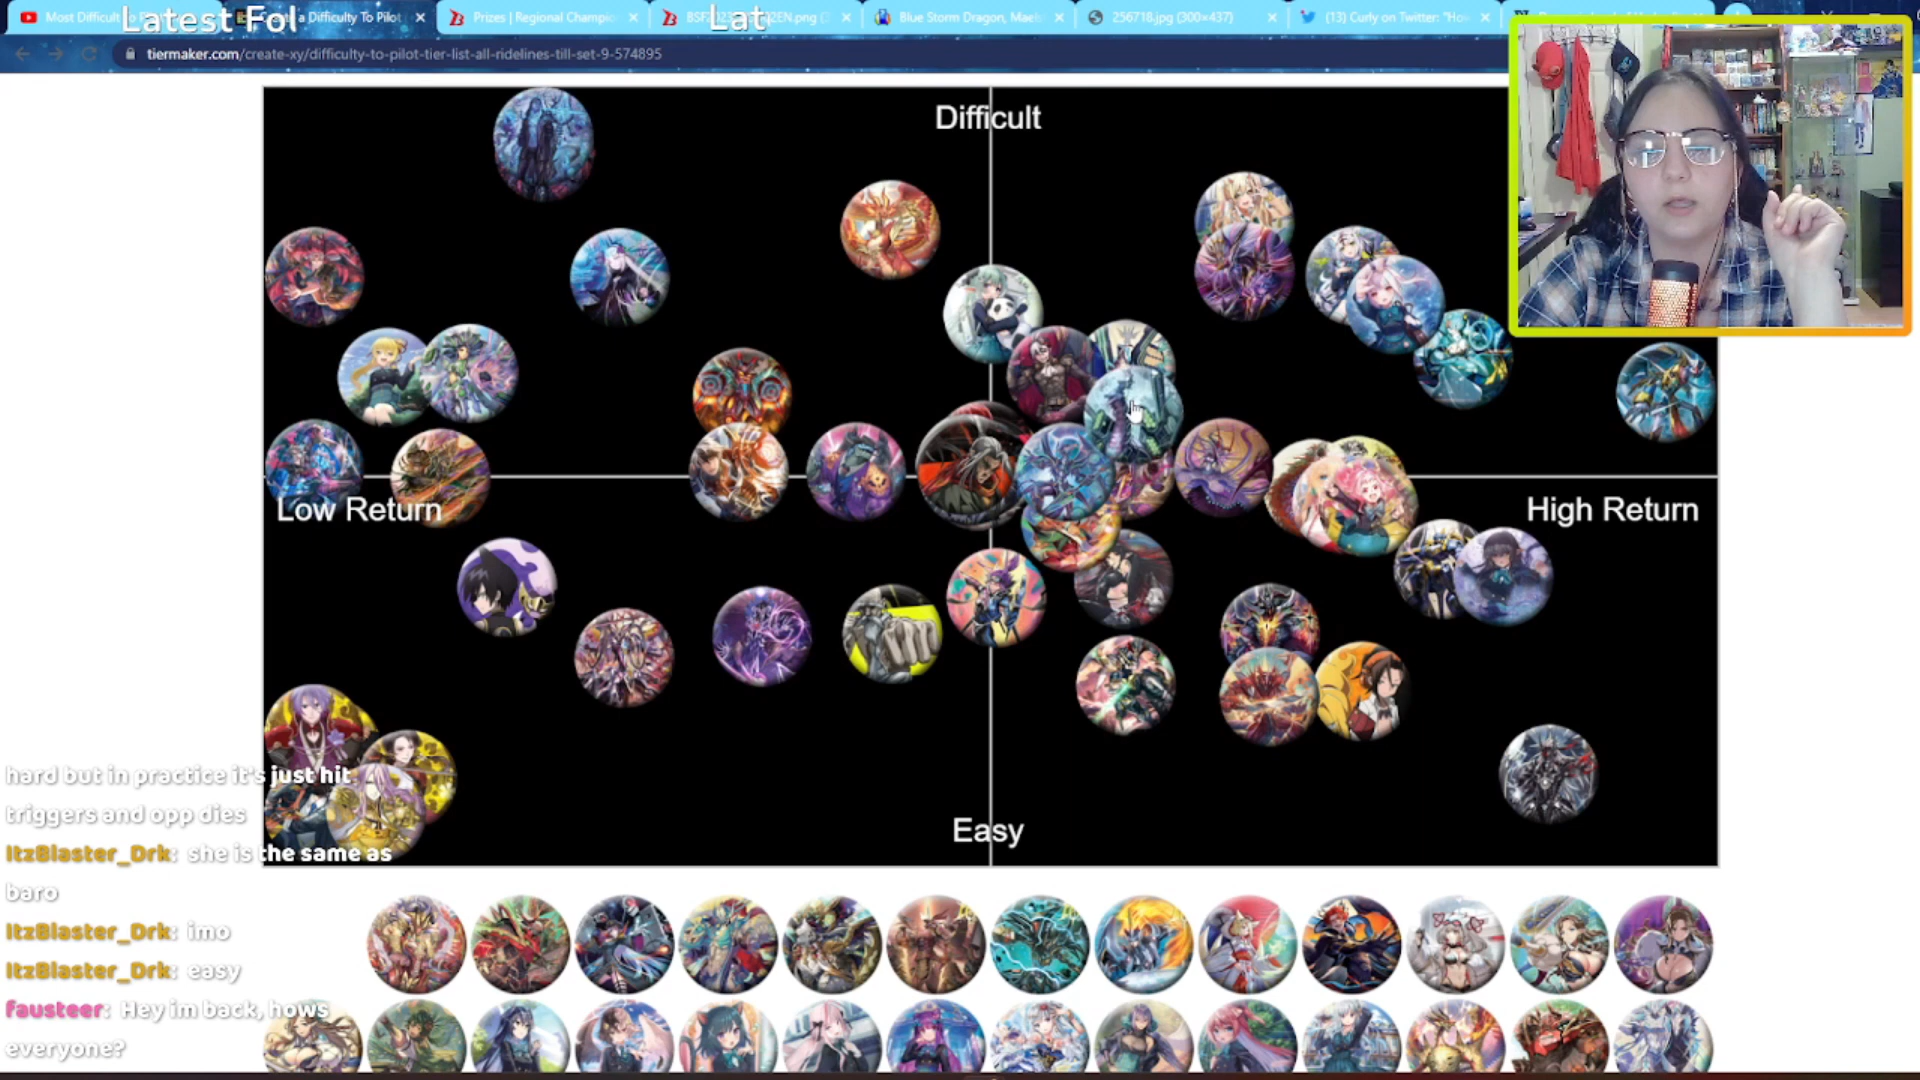 Most Difficult to P
Latest Fol
a Difficulty To Pilot
Prizes | Regional Champio
Lat
Blue Storm Dragon, Mael
256718.jpg (300×437)
(13) Curly on Twitter: "Ho
tiermaker.com/create-xy/difficulty-to-pilot-tier-list-all-ridelines-till-set-9-574895
Difficult
Low Return
High Return
Easy
hard but in practice it's just hit
triggers and opp dies
ItzBlaster_Drk: she is the same as
baro
ItzBlaster_Drk: imo
ItzBlaster_Drk: easy
fausteer: Hey im back, hows
everyone?